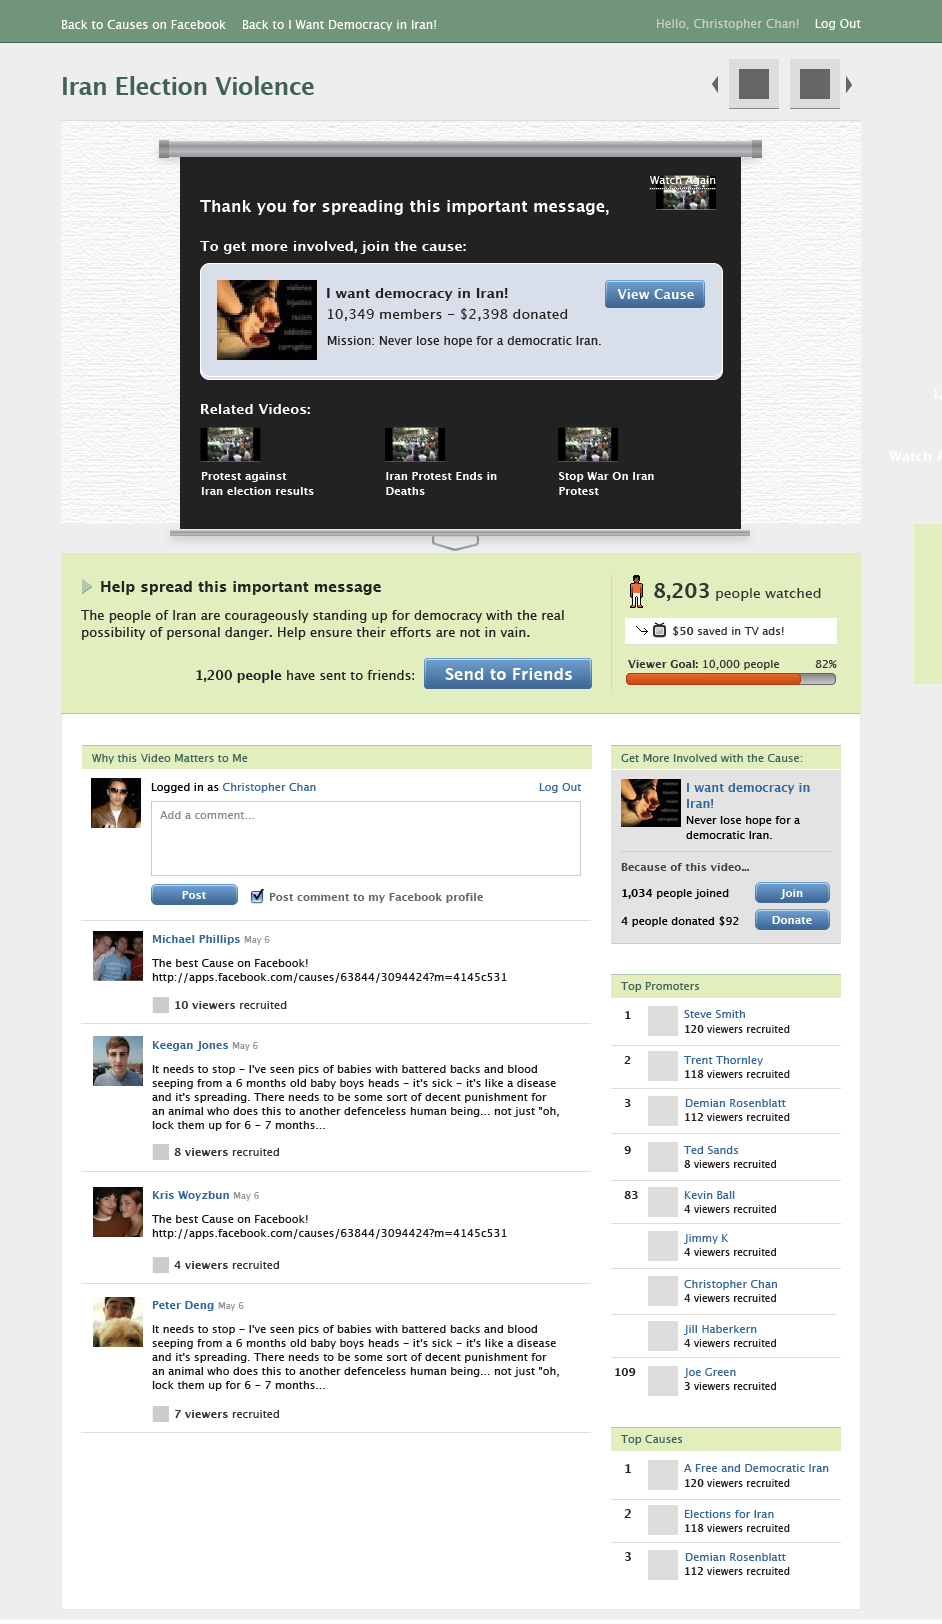 Back to Causes on Facebook Back to I Want Democracy in Iran!
Hello, Christopher Chan! Log Out
Iran Election Violence
Watch Again
Thank you for spreading this important message,
To get more involved, join the cause:
I want democracy in Iran!
10,349 members – $2,398 donated
Mission: Never lose hope for a democratic Iran.
View Cause
violence
injustice
racism
addiction
corruption
Related Videos:
Protest against
Iran election results
Iran Protest Ends in
Deaths
Stop War On Iran
Protest
1,
Watch A
Help spread this important message
The people of Iran are courageously standing up for democracy with the real
possibility of personal danger. Help ensure their efforts are not in vain.
1,200 people have sent to friends:
Send to Friends
8,203 people watched
$50 saved in TV ads!
Viewer Goal: 10,000 people 82%
Why this Video Matters to Me
Logged in as Christopher Chan
Log Out
Add a comment...
Post
Post comment to my Facebook profile
Michael Phillips May 6
The best Cause on Facebook!
http://apps.facebook.com/causes/63844/3094424?m=4145c531
10 viewers recruited
Keegan Jones May 6
It needs to stop – I've seen pics of babies with battered backs and blood
seeping from a 6 months old baby boys heads – it's sick – it's like a disease
and it's spreading. There needs to be some sort of decent punishment for
an animal who does this to another defenceless human being... not just "oh,
lock them up for 6 – 7 months...
8 viewers recruited
Kris Woyzbun May 6
The best Cause on Facebook!
http://apps.facebook.com/causes/63844/3094424?m=4145c531
4 viewers recruited
Peter Deng May 6
It needs to stop – I've seen pics of babies with battered backs and blood
seeping from a 6 months old baby boys heads – it's sick – it's like a disease
and it's spreading. There needs to be some sort of decent punishment for
an animal who does this to another defenceless human being... not just "oh,
lock them up for 6 – 7 months...
7 viewers recruited
Get More Involved with the Cause:
I want democracy in
Iran!
Never lose hope for a
democratic Iran.
Because of this video...
1,034 people joined
Join
4 people donated $92
Donate
Top Promoters
1 Steve Smith
120 viewers recruited
2 Trent Thornley
118 viewers recruited
3 Demian Rosenblatt
112 viewers recruited
9 Ted Sands
8 viewers recruited
83 Kevin Ball
4 viewers recruited
Jimmy K
4 viewers recruited
Christopher Chan
4 viewers recruited
Jill Haberkern
4 viewers recruited
109 Joe Green
3 viewers recruited
Top Causes
1 A Free and Democratic Iran
120 viewers recruited
2 Elections for Iran
118 viewers recruited
3 Demian Rosenblatt
112 viewers recruited